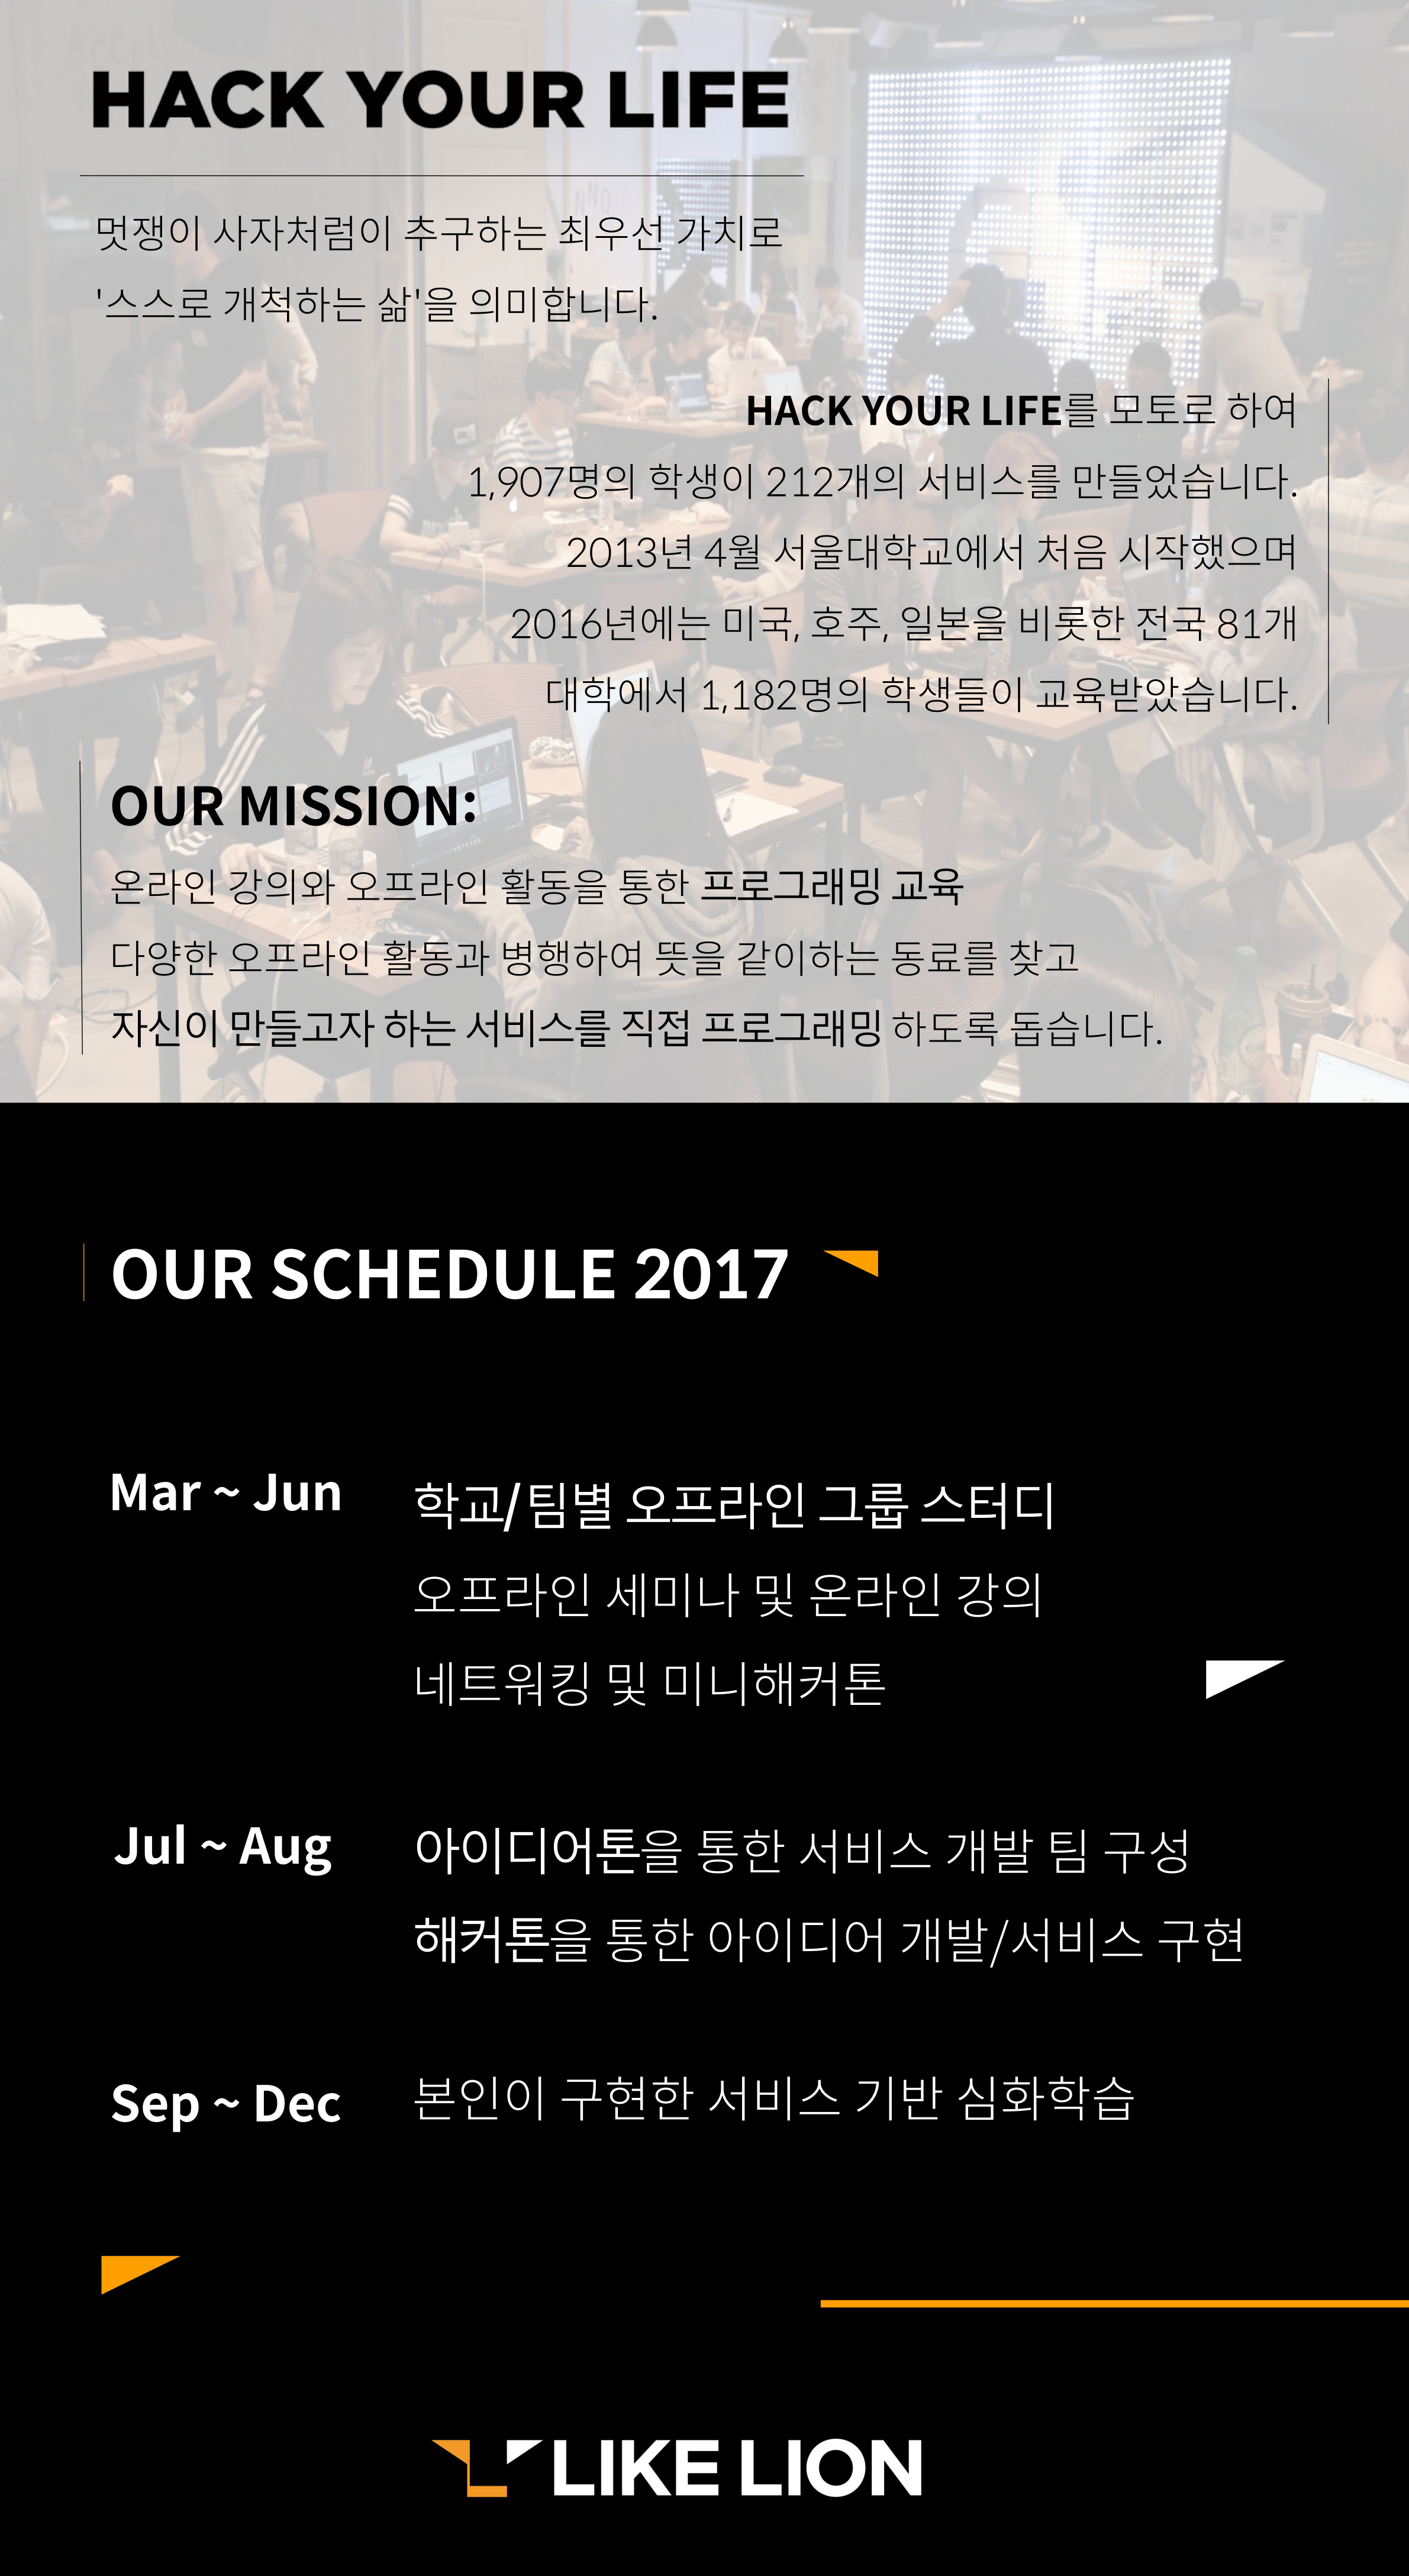 HACK YOUR LIFE
멋쟁이 사자처럼이 추구하는 최우선 가치로
'스스로 개척하는 삶'을 의미합니다.
HACK YOUR LIFE를 모토로 하여
1,907명의 학생이 212개의 서비스를 만들었습니다.
2013년 4월 서울대학교에서 처음 시작했으며
2016년에는 미국, 호주, 일본을 비롯한 전국 81개
대학에서 1,182명의 학생들이 교육받았습니다.
OUR MISSION:
온라인 강의와 오프라인 활동을 통한 프로그래밍 교육
다양한 오프라인 활동과 병행하여 뜻을 같이하는 동료를 찾고
자신이 만들고자 하는 서비스를 직접 프로그래밍 하도록 돕습니다.
OUR SCHEDULE 2017
Mar ~ Jun 학교/팀별 오프라인 그룹 스터디
오프라인 세미나 및 온라인 강의
네트워킹 및 미니해커톤
Jul ~ Aug 아이디어톤을 통한 서비스 개발 팀 구성
해커톤을 통한 아이디어 개발/서비스 구현
Sep ~ Dec 본인이 구현한 서비스 기반 심화학습
LIKE LION